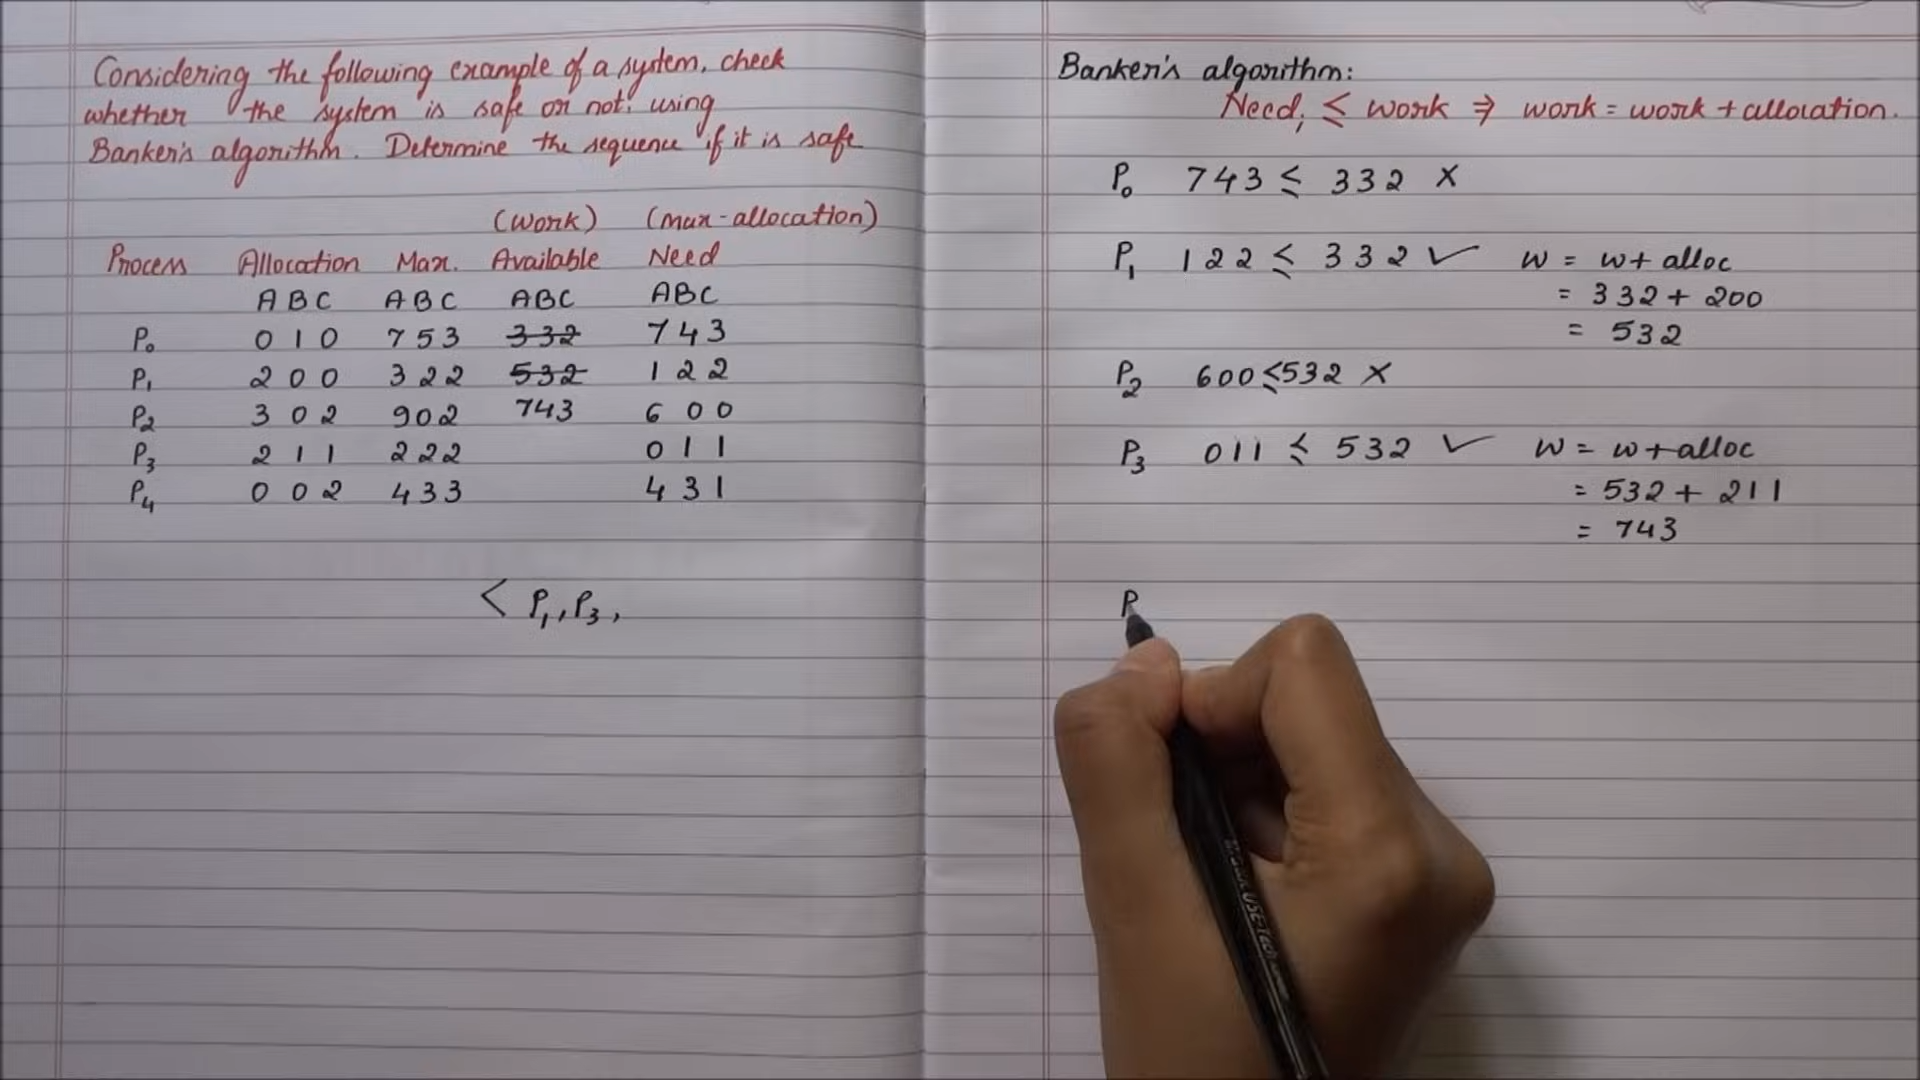 Considering the following example of a system, check
whether the system is safe or not using
Banker's algorithm. Determine the sequence if it is safe
(work) (max-allocation)
Process Allocation Max. Available Need
A B C A B C A B C A B C
P0 0 1 0 7 5 3 3 3 2 7 4 3
P1 2 0 0 3 2 2 5 3 2 1 2 2
P2 3 0 2 9 0 2 7 4 3 6 0 0
P3 2 1 1 2 2 2 0 1 1
P4 0 0 2 4 3 3 4 3 1
< P1, P3,
Banker's algorithm:
Needi ≤ work ⇒ work = work + allocation.
P0 7 4 3 ≤ 3 3 2 X
P1 1 2 2 ≤ 3 3 2 ✓ w = w + alloc
= 3 3 2 + 2 0 0
= 5 3 2
P2 6 0 0 ≤ 5 3 2 X
P3 0 1 1 ≤ 5 3 2 ✓ w = w + alloc
= 5 3 2 + 2 1 1
= 7 4 3
P